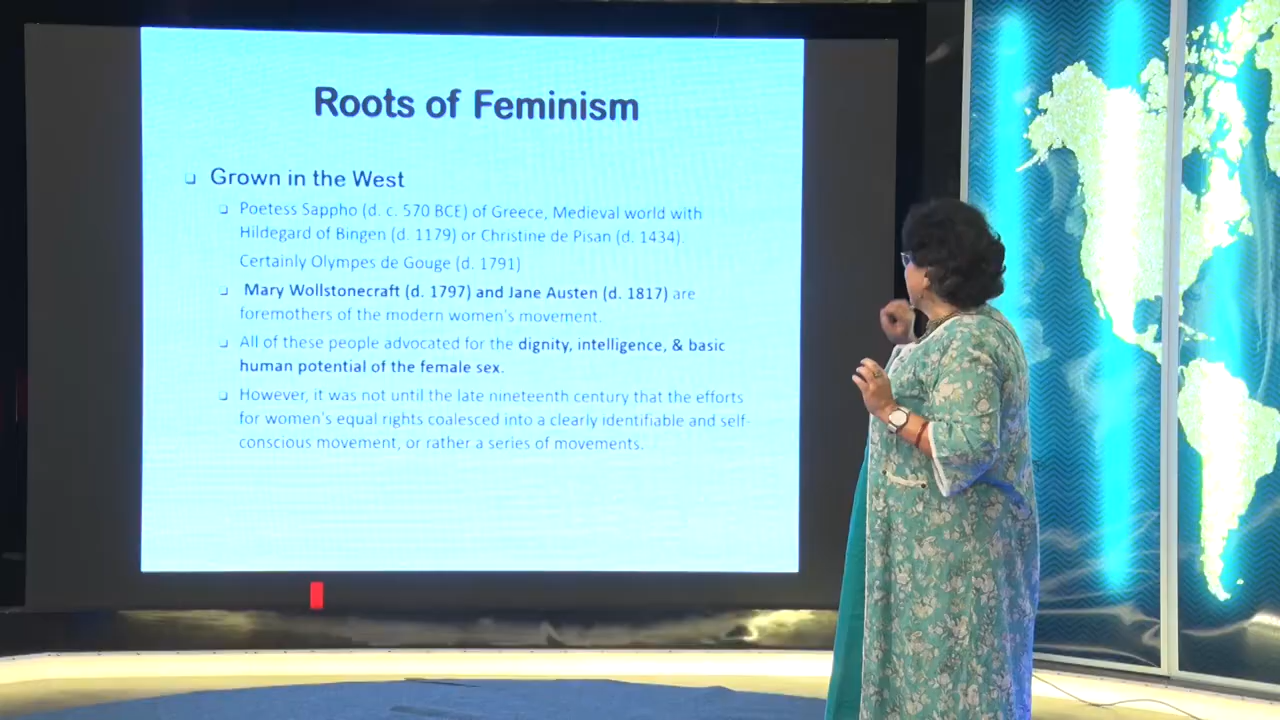 Roots of Feminism
Grown in the West
Poetess Sappho (d. c. 570 BCE) of Greece, Medieval world with
Hildegard of Bingen (d. 1179) or Christine de Pisan (d. 1434).
Certainly Olympes de Gouge (d. 1791)
Mary Wollstonecraft (d. 1797) and Jane Austen (d. 1817) are
foremothers of the modern women's movement.
All of these people advocated for the dignity, intelligence, & basic
human potential of the female sex.
However, it was not until the late nineteenth century that the efforts
for women's equal rights coalesced into a clearly identifiable and self-
conscious movement, or rather a series of movements.